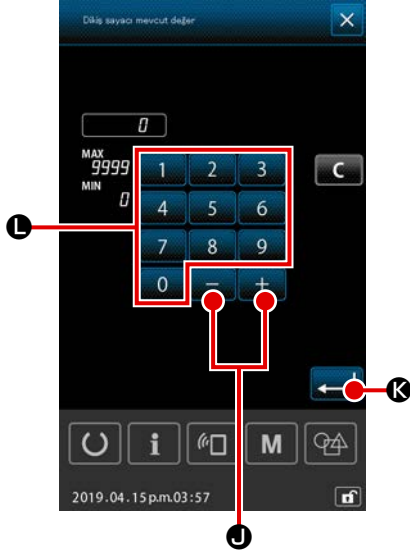 Dikiş sayacı mevcut değer
0
MAX
9999
MIN
0
1 2 3 C
4 5 6
7 8 9
0 − +
L
K
i M
2019.04.15p.m.03:57
J